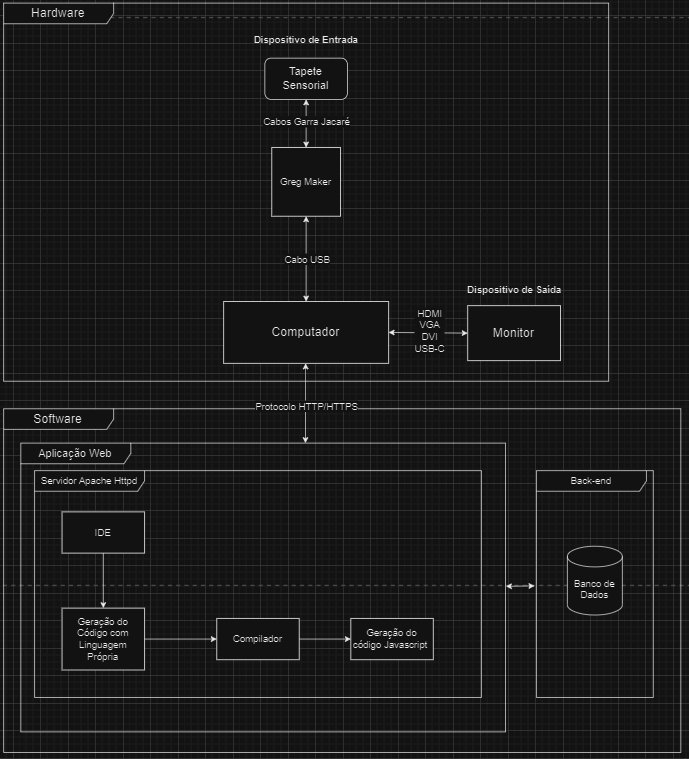 Hardware
Dispositivo de Entrada
Tapete
Sensorial
Cabos Garra Jacaré
Greg Maker
Cabo USB
Dispositivo de Saída
Computador
HDMI
VGA
DVI
USB-C
Monitor
Protocolo HTTP/HTTPS
Software
Aplicação Web
Servidor Apache Httpd
Back-end
IDE
Banco de
Dados
Geração do
Código com
Linguagem
Própria
Compilador
Geração do
código Javascript